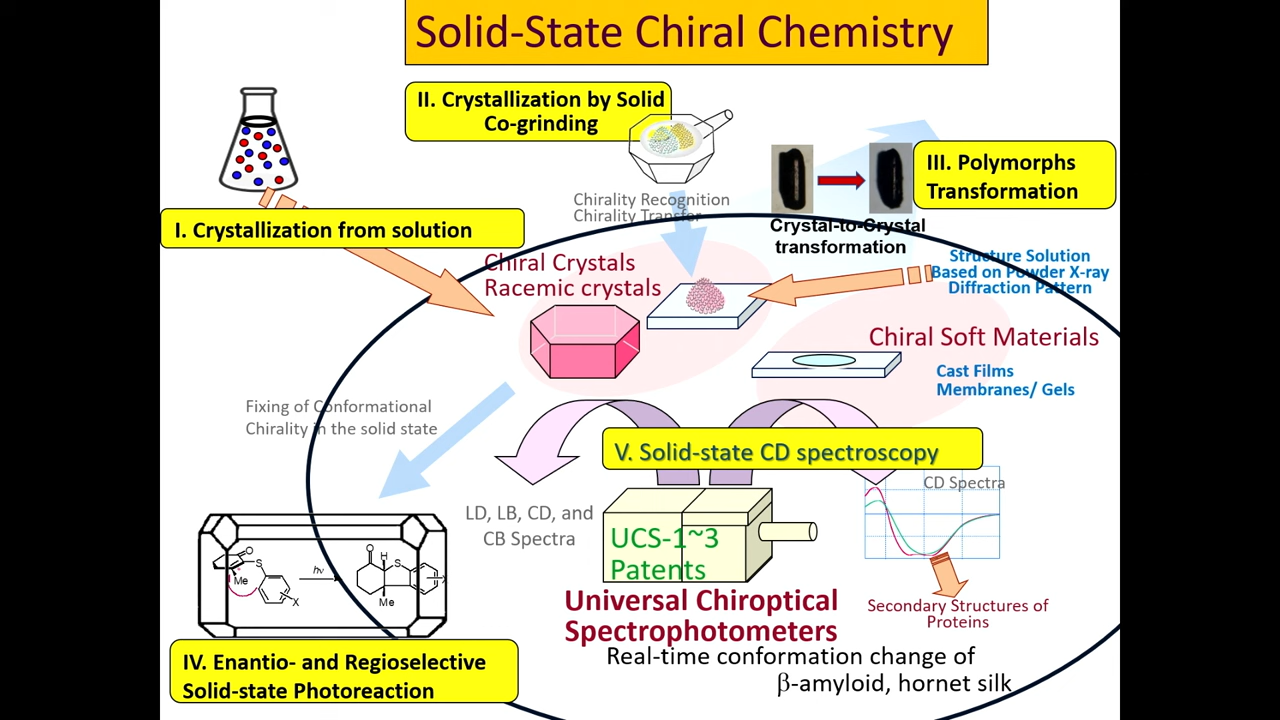 Solid-State Chiral Chemistry
II. Crystallization by Solid
Co-grinding
III. Polymorphs
Transformation
Chirality Recognition
Chirality Transfer
I. Crystallization from solution
Crystal-to-Crystal
transformation
Structure Solution
Based on Powder X-ray
Diffraction Pattern
Chiral Crystals
Racemic crystals
Chiral Soft Materials
Cast Films
Membranes/ Gels
Fixing of Conformational
Chirality in the solid state
V. Solid-state CD spectroscopy
CD Spectra
LD, LB, CD, and
CB Spectra
UCS-1~3
Patents
O
S
Me
X
hν
O
H
S
Me
X
Universal Chiroptical
Spectrophotometers
Secondary Structures of
Proteins
IV. Enantio- and Regioselective
Solid-state Photoreaction
Real-time conformation change of
β-amyloid, hornet silk